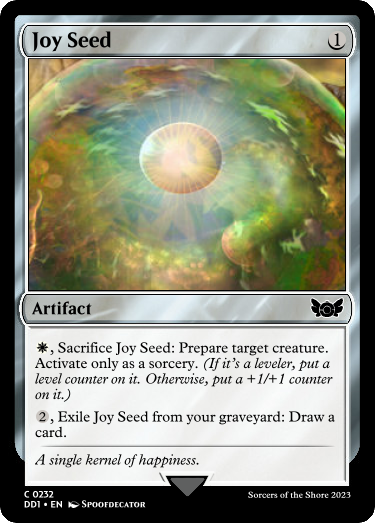 Joy Seed 1
Artifact
, Sacrifice Joy Seed: Prepare target creature.
Activate only as a sorcery. (If it's a leveler, put a
level counter on it. Otherwise, put a +1/+1 counter
on it.)
2, Exile Joy Seed from your graveyard: Draw a
card.
A single kernel of happiness.
C 0232
DD1 • EN Spoofdecator
Sorcers of the Shore 2023